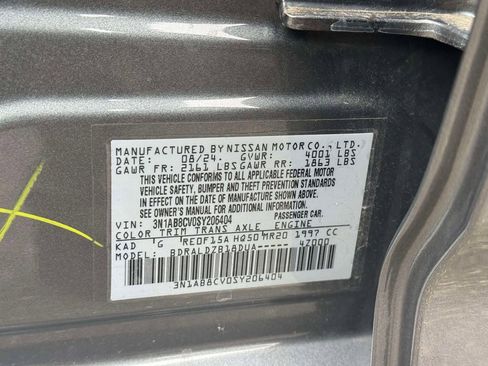 MANUFACTURED BY NISSAN MOTOR CO., LTD.
DATE: 08/24. GVWR: 4001 LBS
GAWR FR: 2161 LBS GAWR RR: 1863 LBS
THIS VEHICLE CONFORMS TO ALL APPLICABLE FEDERAL MOTOR
VEHICLE SAFETY, BUMPER AND THEFT PREVENTION STANDARDS
IN EFFECT ON THE DATE OF MANUFACTURE SHOWN ABOVE.
SEE OWNER'S MANUAL FOR ADDITIONAL INFORMATION.
VIN: 3N1AB8CV0SY206404 PASSENGER CAR.
COLOR TRIM TRANS AXLE ENGINE
KAD G RE0F15A HQ50 MR20 1997 CC
MODEL: BDRALDZB18DUA----- 4Z000
3N1AB8CV0SY206404